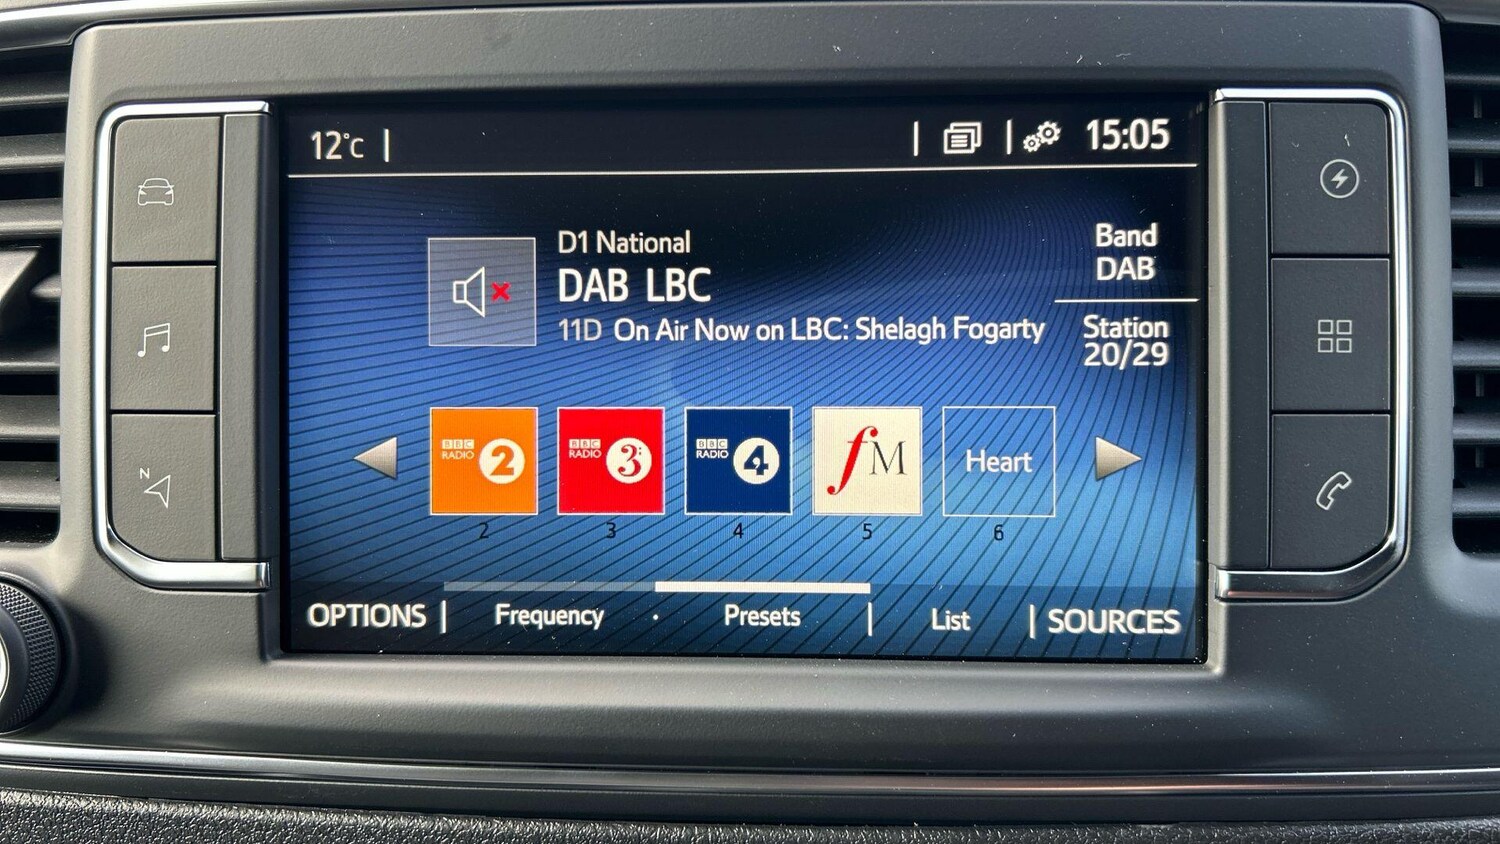 12°C
15:05
D1 National
DAB LBC
11D On Air Now on LBC: Shelagh Fogarty
Band
DAB
Station
20/29
BBC
RADIO 2
BBC
RADIO 3
BBC
RADIO 4
fM
Heart
2
3
4
5
6
OPTIONS
Frequency
Presets
List
SOURCES
N